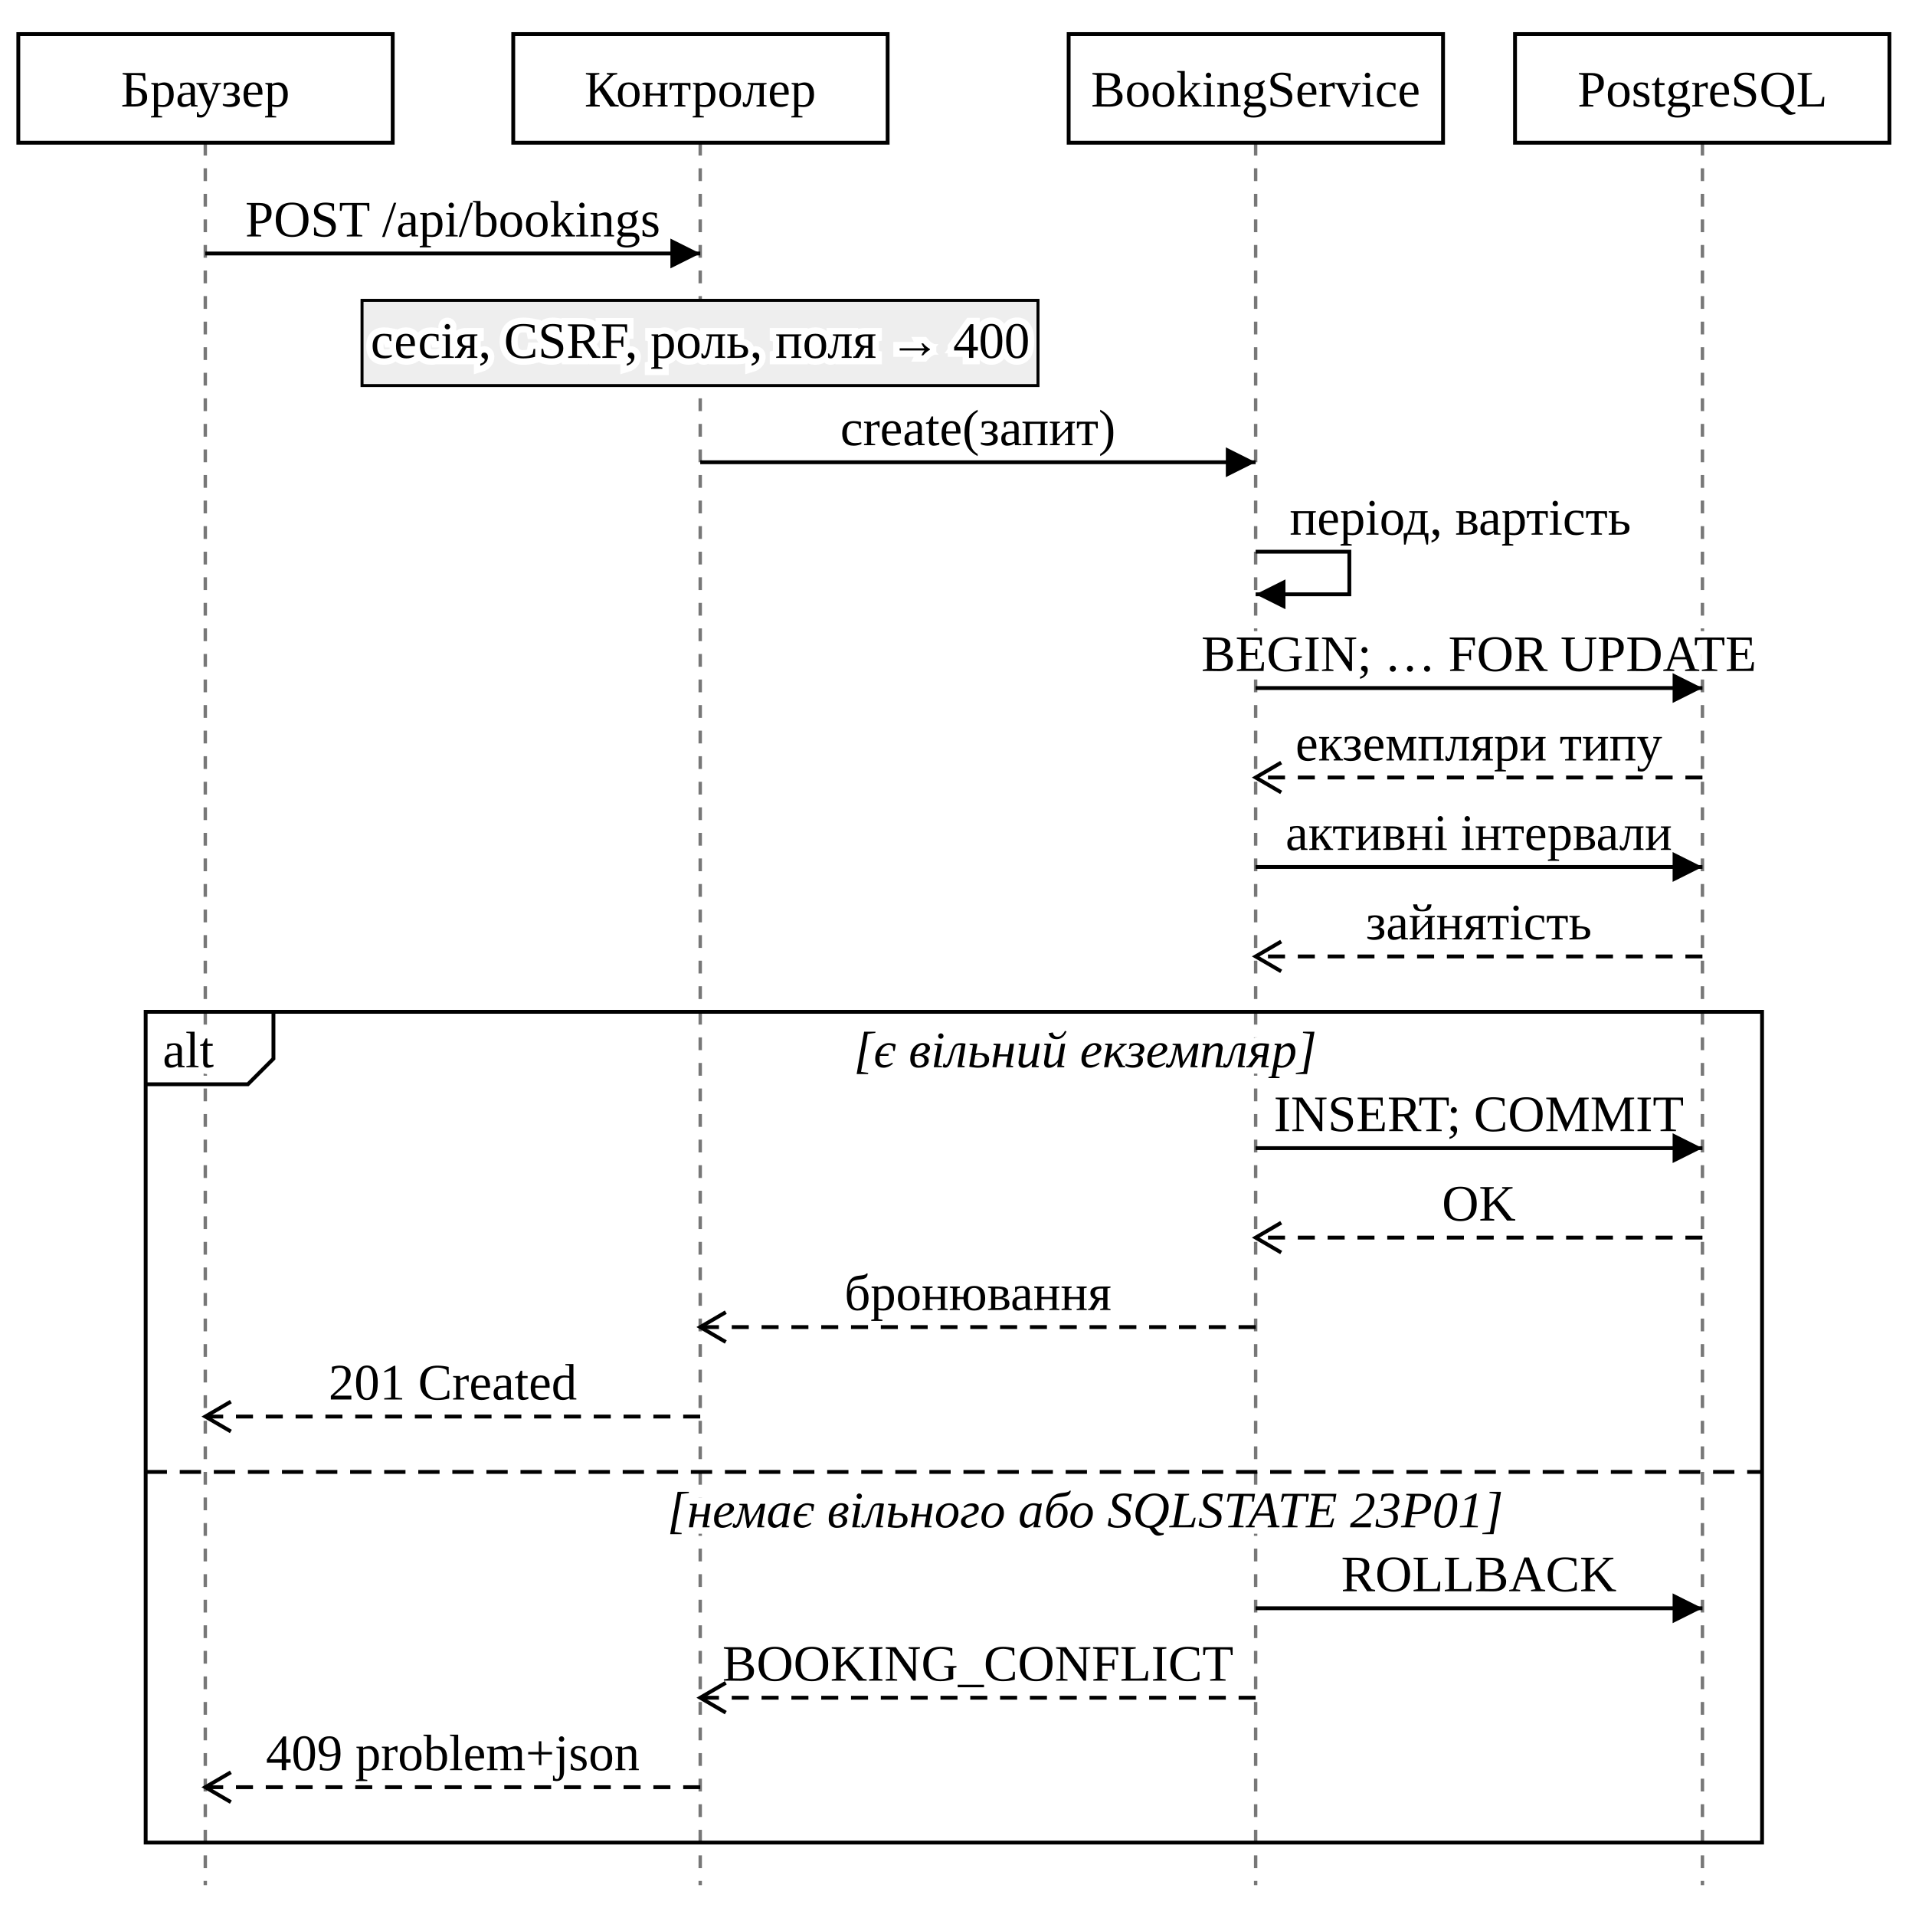 Браузер
Контролер
BookingService
PostgreSQL
POST /api/bookings
сесія, CSRF, роль, поля → 400
create(запит)
період, вартість
BEGIN; … FOR UPDATE
екземпляри типу
активні інтервали
зайнятість
alt
[є вільний екземпляр]
INSERT; COMMIT
OK
бронювання
201 Created
[немає вільного або SQLSTATE 23P01]
ROLLBACK
BOOKING_CONFLICT
409 problem+json